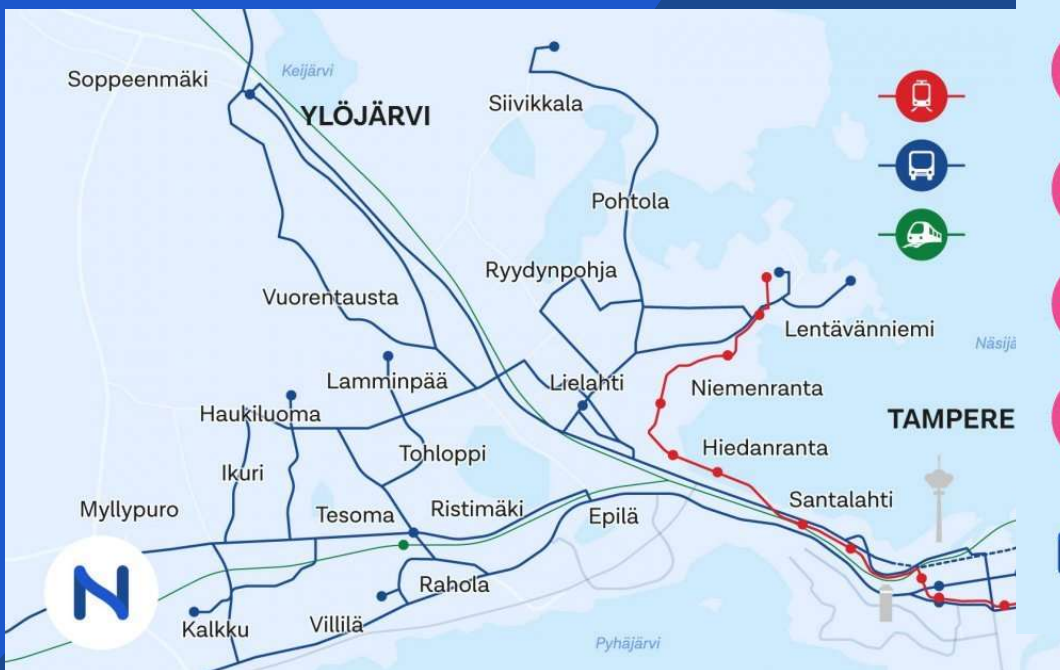 Soppeenmäki
Keijärvi
YLÖJÄRVI
Siivikkala
Pohtola
Ryydynpohja
Vuorentausta
Lentävänniemi
Lamminpää
Lielahti
Niemenranta
Haukiluoma
TAMPERE
Tohloppi
Hiedanranta
Ikuri
Santalahti
Myllypuro
Tesoma
Ristimäki
Epilä
Rahola
N
Kalkku
Villilä
Pyhäjärvi